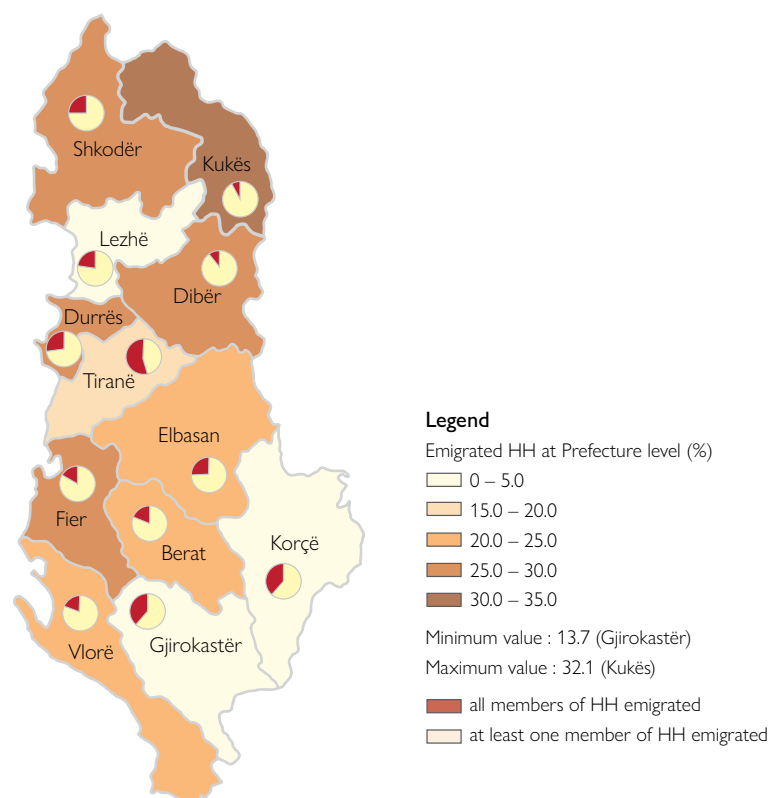 Shkodër
Kukës
Lezhë
Dibër
Durrës
Tiranë
Elbasan
Fier
Berat
Korçë
Gjirokastër
Vlorë
Legend
Emigrated HH at Prefecture level (%)
0 – 5.0
15.0 – 20.0
20.0 – 25.0
25.0 – 30.0
30.0 – 35.0
Minimum value : 13.7 (Gjirokastër)
Maximum value : 32.1 (Kukës)
all members of HH emigrated
at least one member of HH emigrated